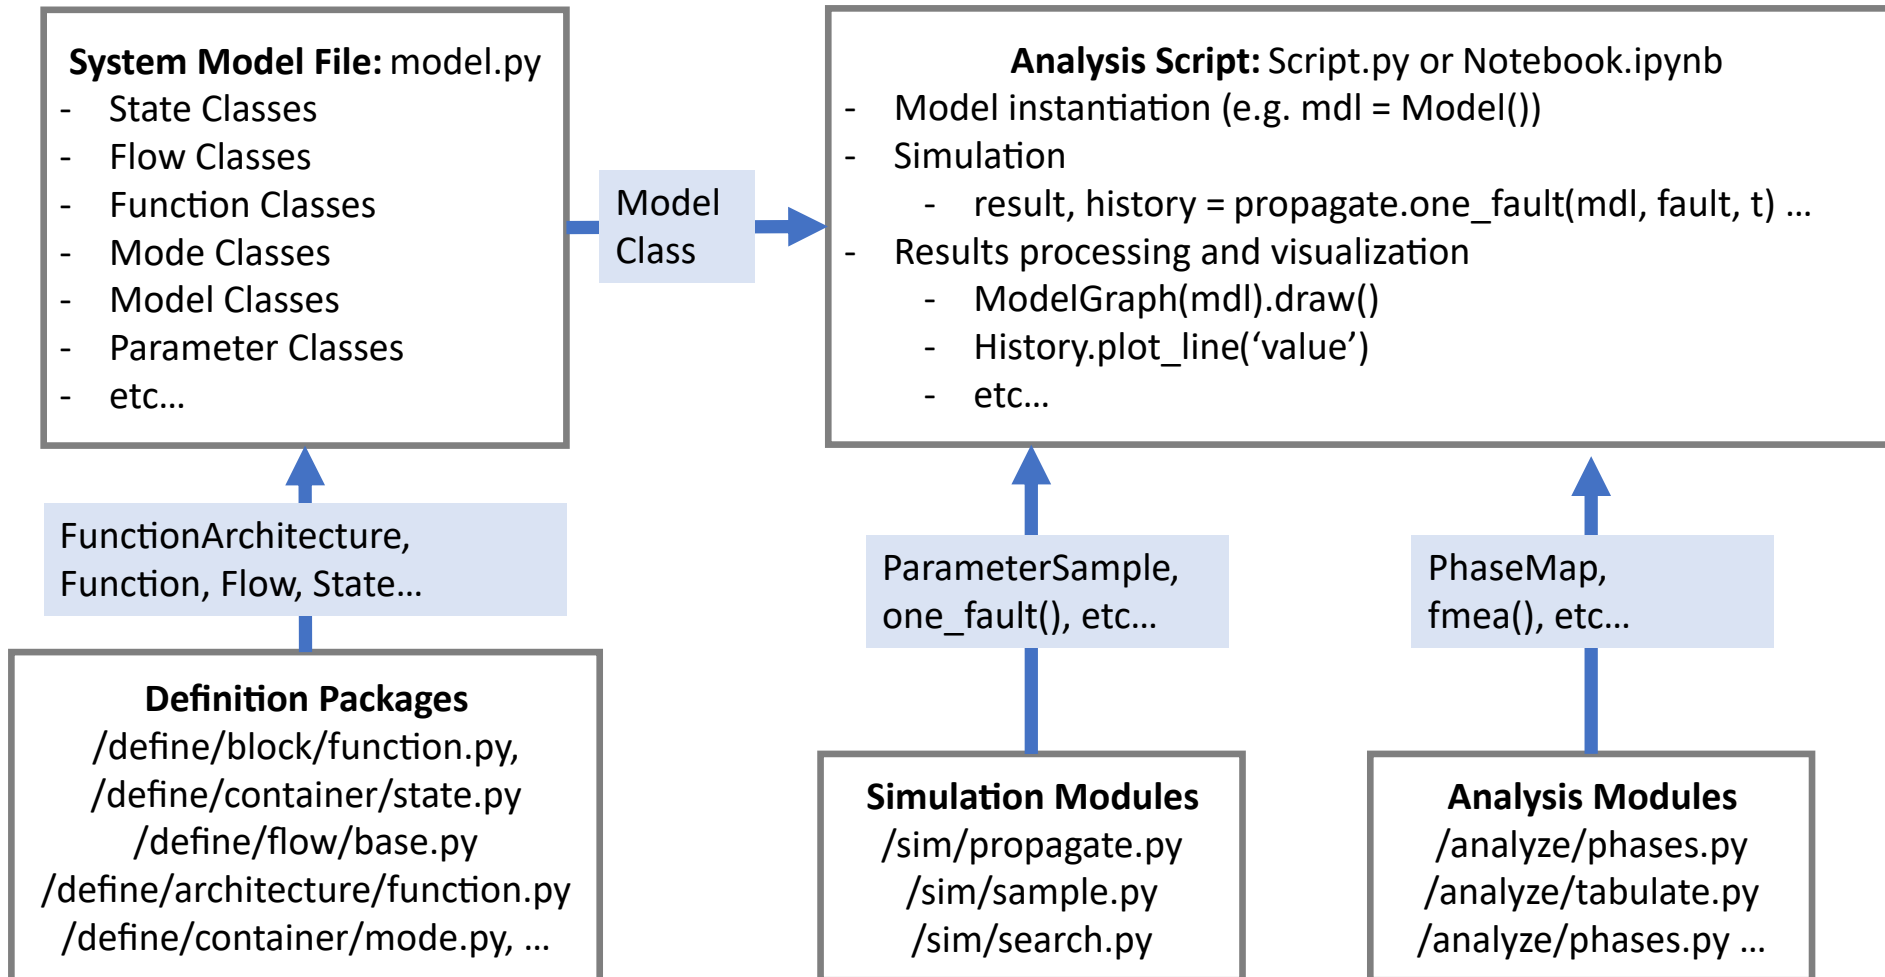 System Model File: model.py
- State Classes
- Flow Classes
- Function Classes
- Mode Classes
- Model Classes
- Parameter Classes
- etc…
Model
Class
Analysis Script: Script.py or Notebook.ipynb
- Model instantiation (e.g. mdl = Model())
- Simulation
- result, history = propagate.one_fault(mdl, fault, t) …
- Results processing and visualization
- ModelGraph(mdl).draw()
- History.plot_line(‘value’)
- etc…
FunctionArchitecture,
Function, Flow, State…
ParameterSample,
one_fault(), etc…
PhaseMap,
fmea(), etc…
Definition Packages
/define/block/function.py,
/define/container/state.py
/define/flow/base.py
/define/architecture/function.py
/define/container/mode.py, …
Simulation Modules
/sim/propagate.py
/sim/sample.py
/sim/search.py
Analysis Modules
/analyze/phases.py
/analyze/tabulate.py
/analyze/phases.py …